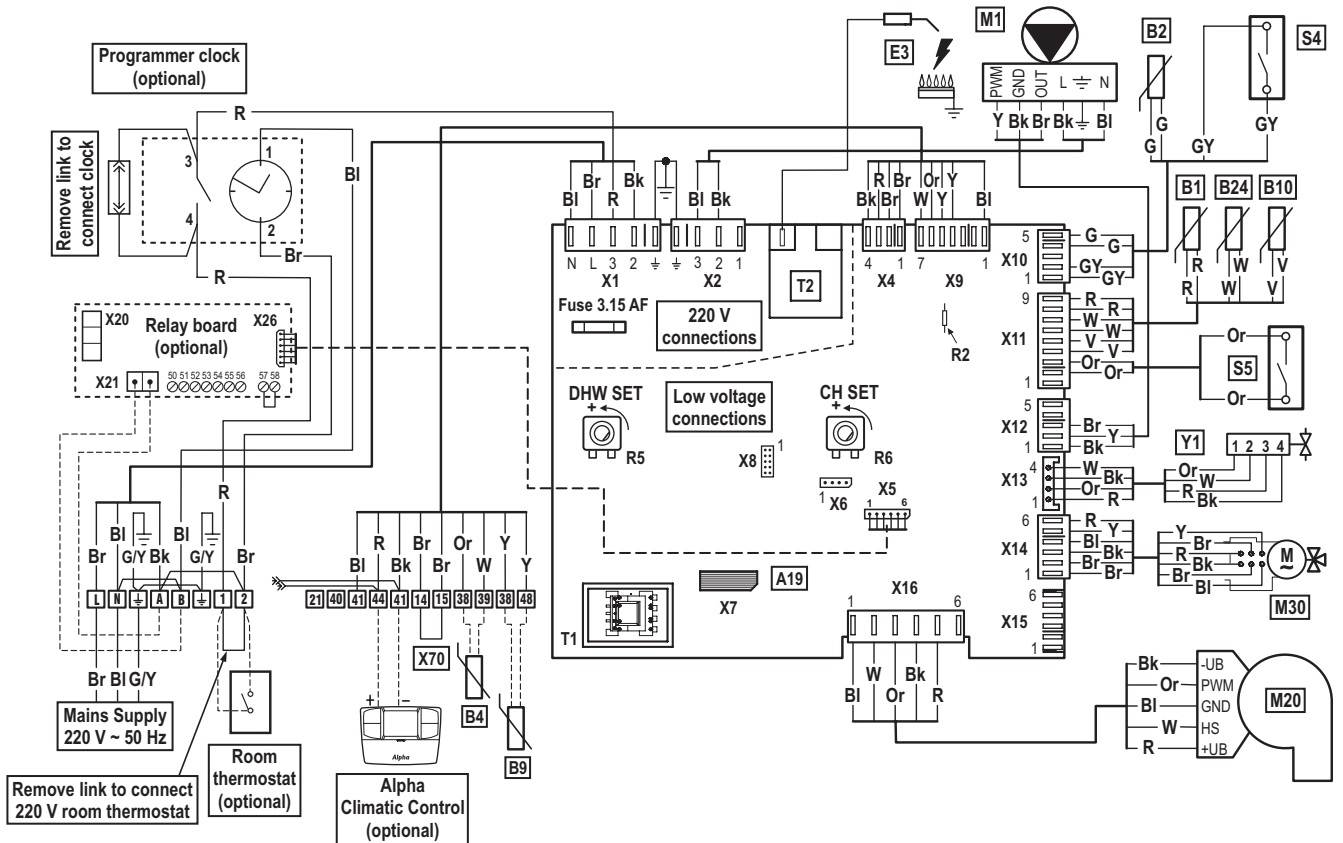 Programmer clock
(optional)
Remove link to
connect clock
R
3
1
4
2
Bl
Br
R
X20
Relay board
(optional)
X26
X21
50 51 52 53 54 55 56
57 58
R
Br Bl G/Y Bk Bl G/Y Br
L N A B 1 2
Br Bl G/Y
Mains Supply
220 V ~ 50 Hz
Room
thermostat
(optional)
Remove link to connect
220 V room thermostat
Bl R Bk Br Br Or W Y Y
21 40 41 44 41 14 15 38 39 38 48
X70
B4
B9
+ −
Alpha
Alpha
Climatic Control
(optional)
E3
M1
PWM GND OUT L N
Y Bk Br Bk Bl
B2
G
G
S4
GY
GY
Bl Br R Bk
N L 3 2
X1
Bl Bk
3 2 1
X2
T2
Bk R Br Br
4 1
X4
W Or Y Y Bl
7 1
X9
Fuse 3.15 AF
220 V
connections
R2
Low voltage
connections
DHW SET
+
R5
CH SET
+
R6
X8
1
1
X6
X5
1 6
A19
X7
T1
X16
1 6
Bl W Or Bk R
5
X10
1
G
G
GY
GY
9
X11
1
R
R
W
W
V
V
Or
Or
B1 B24 B10
R R W W V V
Or
S5
Or
5
X12
1
Br
Y
Bk
4
X13
1
W
Bk
Or
R
Y1
1 2 3 4
Or
W
R
Bk
6
X14
1
R
Y
Bl
Bk
Br
Br
Y
Br
R
Bk
Br
Bl
M
~
M30
6
X15
1
Bk -UB
Or PWM
Bl GND
W HS
R +UB
M20